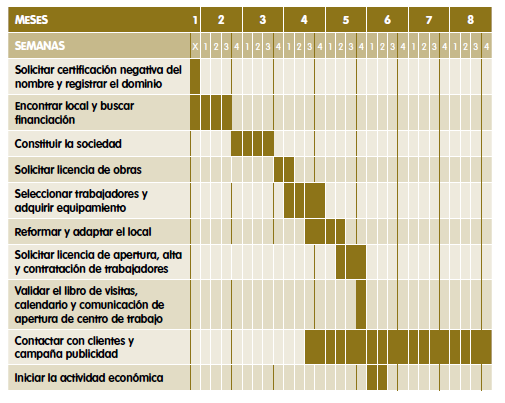 MESES 1 2 3 4 5 6 7 8
SEMANAS X 1 2 3 4 1 2 3 4 1 2 3 4 1 2 3 4 1 2 3 4 1 2 3 4 1 2 3 4
Solicitar certificación negativa del
nombre y registrar el dominio
Encontrar local y buscar
financiación
Constituir la sociedad
Solicitar licencia de obras
Seleccionar trabajadores y
adquirir equipamiento
Reformar y adaptar el local
Solicitar licencia de apertura, alta
y contratación de trabajadores
Validar el libro de visitas,
calendario y comunicación de
apertura de centro de trabajo
Contactar con clientes y
campaña publicidad
Iniciar la actividad económica